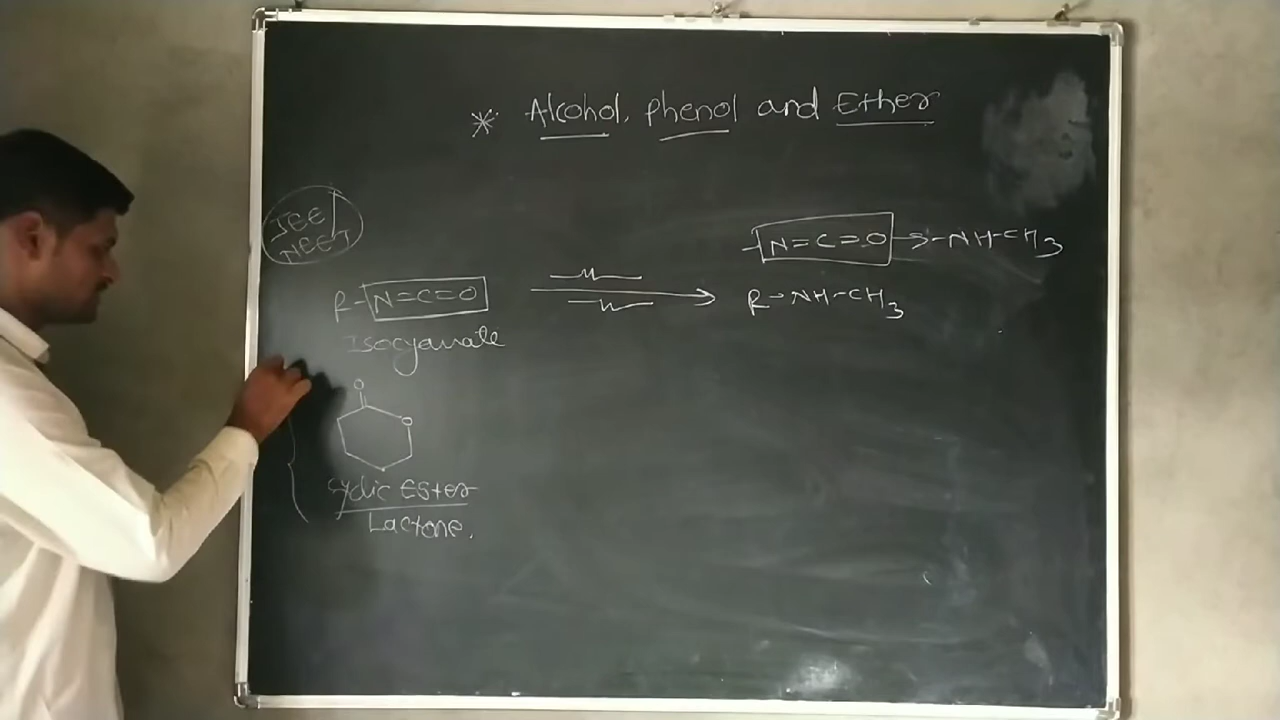 * Alcohol, phenol and Ether
JEE/
NEET
-N=C=O → -NH-CH3
R-N=C=O → R-NH-CH3
Isocyanate
O
O
Cyclic Ester
Lactone.